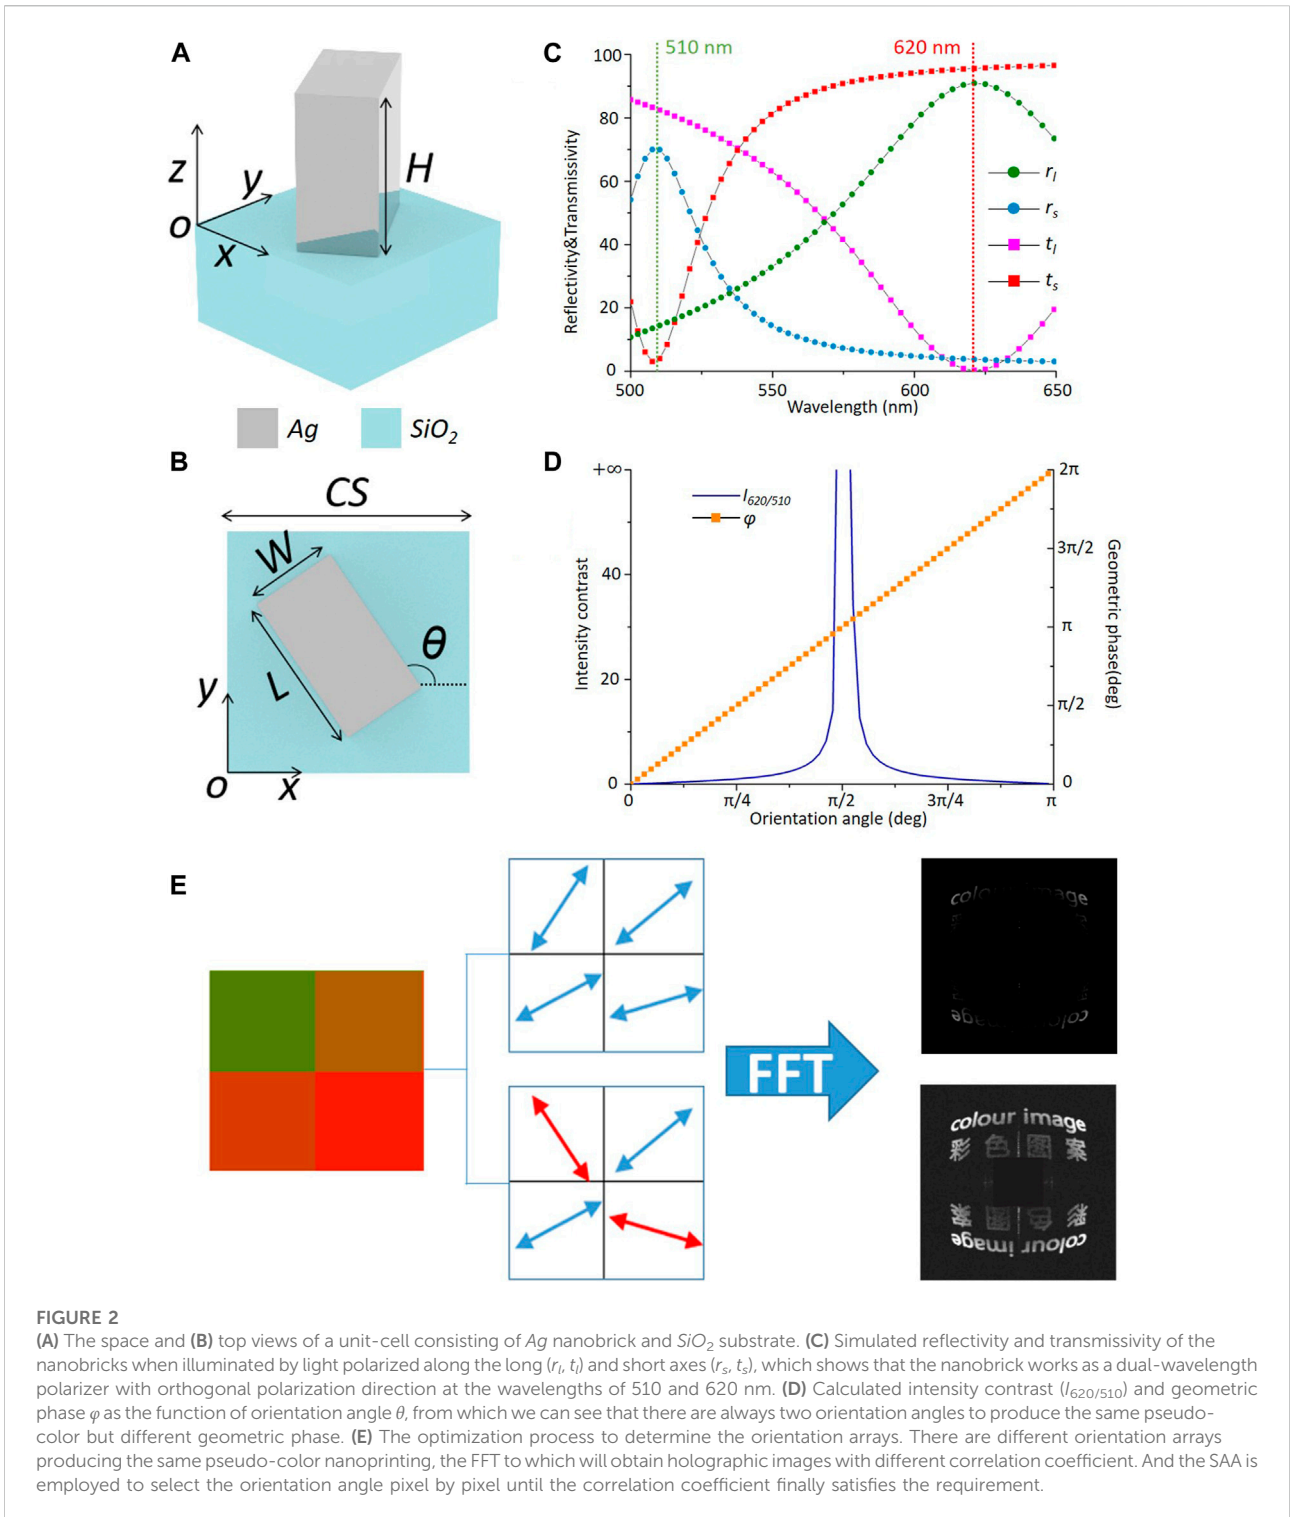 A
z
y
o
x
H
Ag
SiO2
B
CS
W
L
θ
y
o
x
C
510 nm
620 nm
100
80
60
40
20
0
Reflectivity&Transmissivity
rl
rs
tl
ts
500
550
600
650
Wavelength (nm)
D
+∞
40
20
0
Intensity contrast
I620/510
φ
2π
3π/2
π
π/2
0
Geometric phase(deg)
0
π/4
π/2
3π/4
π
Orientation angle (deg)
E
FFT
colour image
colour image
colour image
彩色图案
彩色图案
colour image
FIGURE 2
(A) The space and (B) top views of a unit-cell consisting of Ag nanobrick and SiO2 substrate. (C) Simulated reflectivity and transmissivity of the
nanobricks when illuminated by light polarized along the long (rl, tl) and short axes (rs, ts), which shows that the nanobrick works as a dual-wavelength
polarizer with orthogonal polarization direction at the wavelengths of 510 and 620 nm. (D) Calculated intensity contrast (I620/510) and geometric
phase φ as the function of orientation angle θ, from which we can see that there are always two orientation angles to produce the same pseudo-
color but different geometric phase. (E) The optimization process to determine the orientation arrays. There are different orientation arrays
producing the same pseudo-color nanoprinting, the FFT to which will obtain holographic images with different correlation coefficient. And the SAA is
employed to select the orientation angle pixel by pixel until the correlation coefficient finally satisfies the requirement.